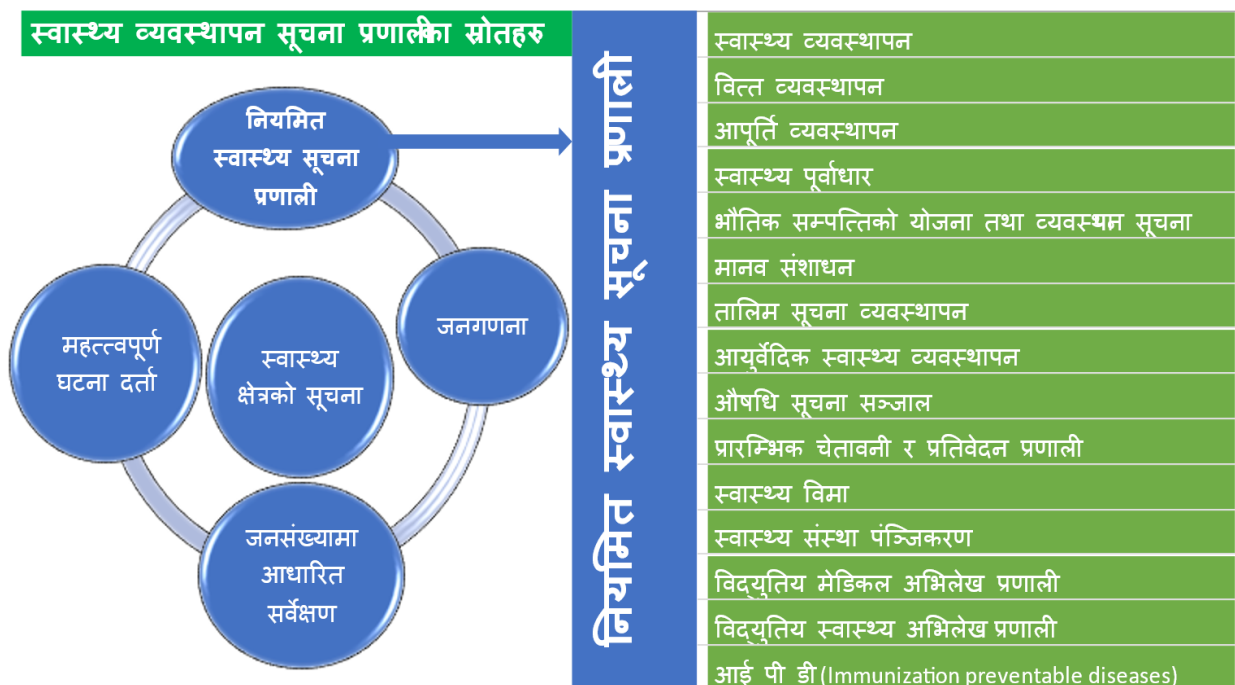 स्वास्थ्य व्यवस्थापन सूचना प्रणालीका स्रोतहरु
नियमित
स्वास्थ्य सूचना
प्रणाली
जनगणना
महत्त्वपूर्ण
घटना दर्ता
स्वास्थ्य
क्षेत्रको सूचना
जनसंख्यामा
आधारित
सर्वेक्षण
नियमित स्वास्थ्य सूचना प्रणाली
स्वास्थ्य व्यवस्थापन
वित्त व्यवस्थापन
आपूर्ति व्यवस्थापन
स्वास्थ्य पूर्वाधार
भौतिक सम्पत्तिको योजना तथा व्यवस्थापन सूचना
मानव संशाधन
तालिम सूचना व्यवस्थापन
आयुर्वेदिक स्वास्थ्य व्यवस्थापन
औषधि सूचना सञ्जाल
प्रारम्भिक चेतावनी र प्रतिवेदन प्रणाली
स्वास्थ्य विमा
स्वास्थ्य संस्था पंञ्जिकरण
विद्युतिय मेडिकल अभिलेख प्रणाली
विद्युतिय स्वास्थ्य अभिलेख प्रणाली
आई पी डी (Immunization preventable diseases)